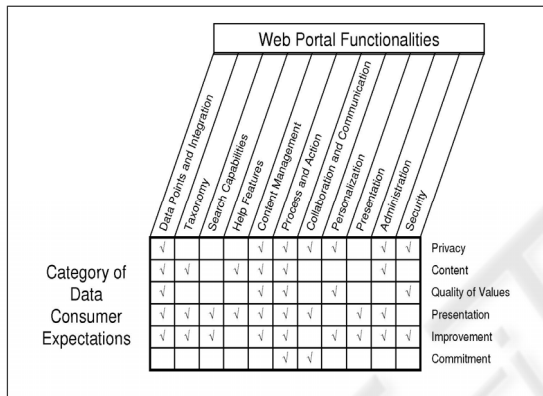 Web Portal Functionalities
Data Points and Integration
Taxonomy
Search Capabilities
Help Features
Content Management
Process and Action
Collaboration and Communication
Personalization
Presentation
Administration
Security
Category of
Data
Consumer
Expectations
√ √ √ √ √ √ √ Privacy
√ √ √ √ √ √ Content
√ √ √ √ √ Quality of Values
√ √ √ √ √ √ √ √ √ Presentation
√ √ √ √ √ √ √ √ √ Improvement
√ √ Commitment